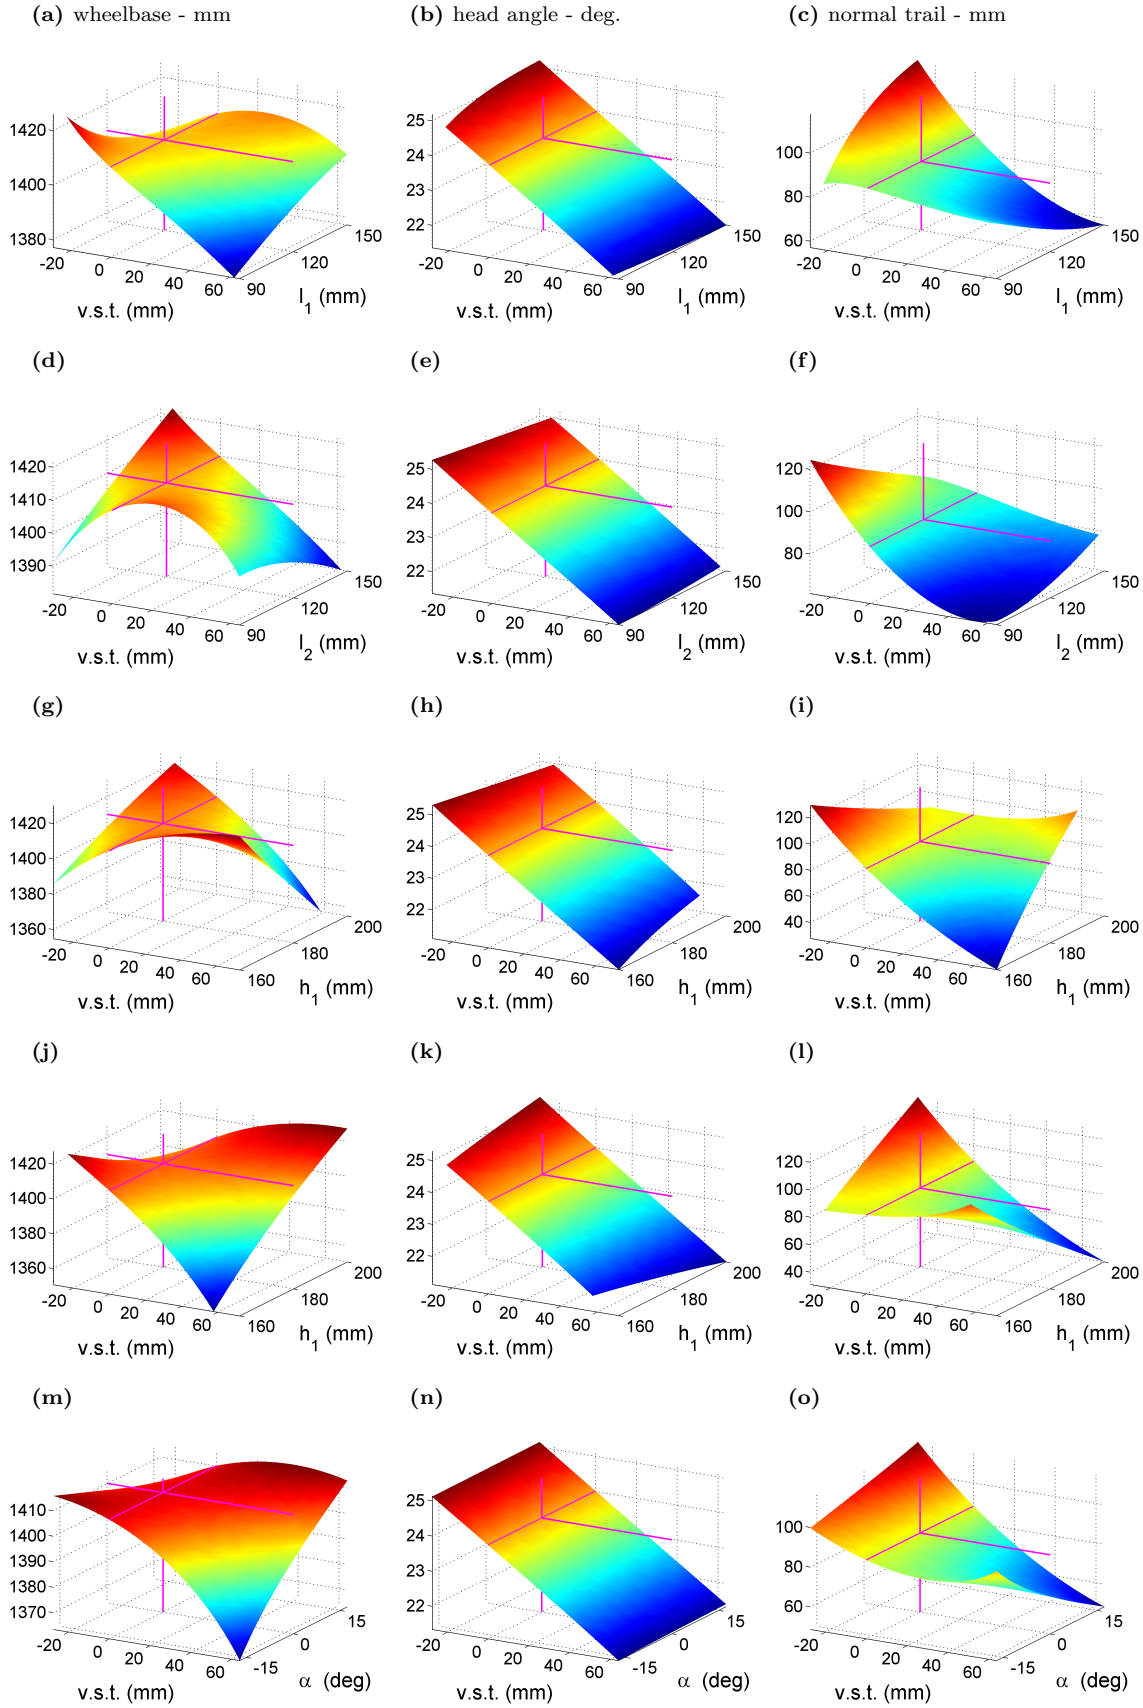 (a) wheelbase - mm
(b) head angle - deg.
(c) normal trail - mm
1420
1400
1380
-20 0 20 40 60
90 120 150
v.s.t. (mm)
l1 (mm)
25
24
23
22
-20 0 20 40 60
90 120 150
v.s.t. (mm)
l1 (mm)
100
80
60
-20 0 20 40 60
90 120 150
v.s.t. (mm)
l1 (mm)
(d)
(e)
(f)
1420
1410
1400
1390
-20 0 20 40 60
90 120 150
v.s.t. (mm)
l2 (mm)
25
24
23
22
-20 0 20 40 60
90 120 150
v.s.t. (mm)
l2 (mm)
120
100
80
-20 0 20 40 60
90 120 150
v.s.t. (mm)
l2 (mm)
(g)
(h)
(i)
1420
1400
1380
1360
-20 0 20 40 60
160 180 200
v.s.t. (mm)
h1 (mm)
25
24
23
22
-20 0 20 40 60
160 180 200
v.s.t. (mm)
h1 (mm)
120
100
80
60
40
-20 0 20 40 60
160 180 200
v.s.t. (mm)
h1 (mm)
(j)
(k)
(l)
1420
1400
1380
1360
-20 0 20 40 60
160 180 200
v.s.t. (mm)
h1 (mm)
25
24
23
22
-20 0 20 40 60
160 180 200
v.s.t. (mm)
h1 (mm)
120
100
80
60
40
-20 0 20 40 60
160 180 200
v.s.t. (mm)
h1 (mm)
(m)
(n)
(o)
1410
1400
1390
1380
1370
-20 0 20 40 60
-15 0 15
v.s.t. (mm)
α (deg)
25
24
23
22
-20 0 20 40 60
-15 0 15
v.s.t. (mm)
α (deg)
100
80
60
-20 0 20 40 60
-15 0 15
v.s.t. (mm)
α (deg)